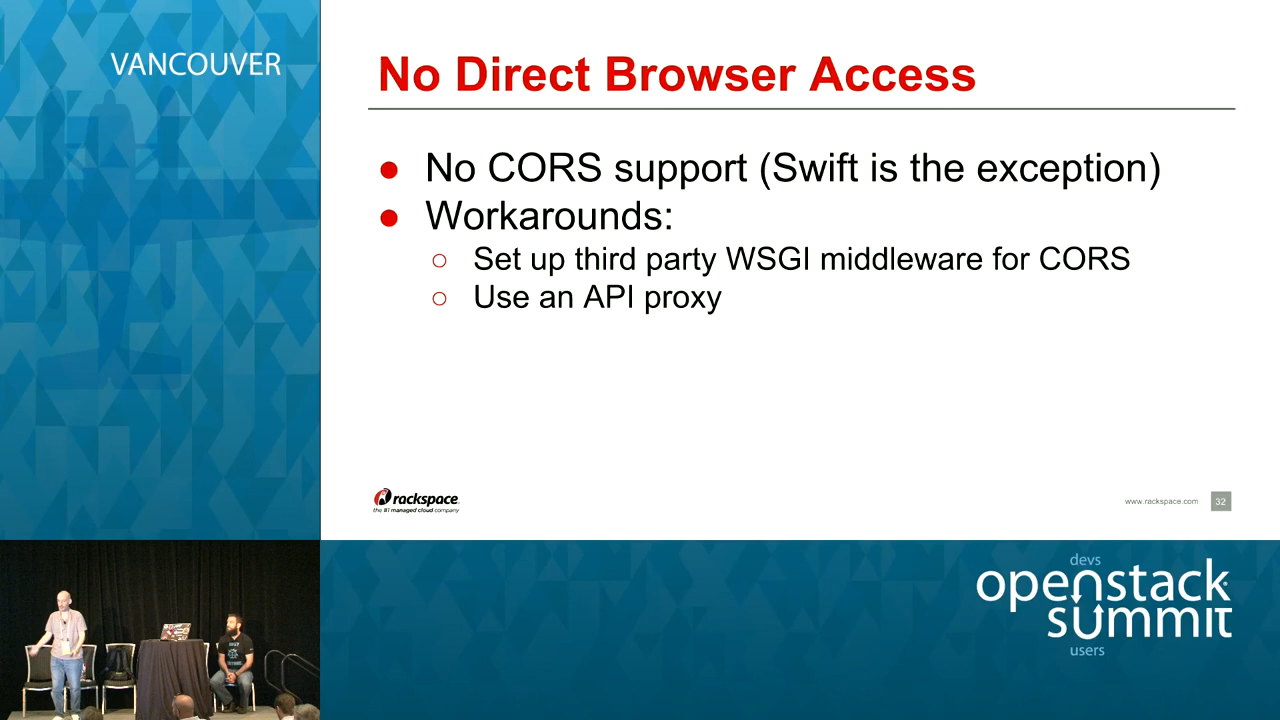 VANCOUVER
No Direct Browser Access
● No CORS support (Swift is the exception)
● Workarounds:
○ Set up third party WSGI middleware for CORS
○ Use an API proxy
rackspace.
the #1 managed cloud company
www.rackspace.com 32
devs
openstack
summit
users